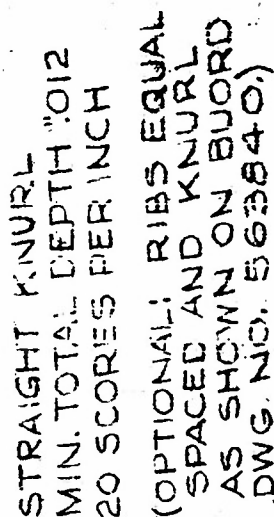 STRAIGHT KNURL
MIN. TOTAL DEPTH ".012
20 SCORES PER INCH
(OPTIONAL: RIBS EQUAL
SPACED AND KNURL
AS SHOWN ON BUORD
DWG. NO. 563840.)